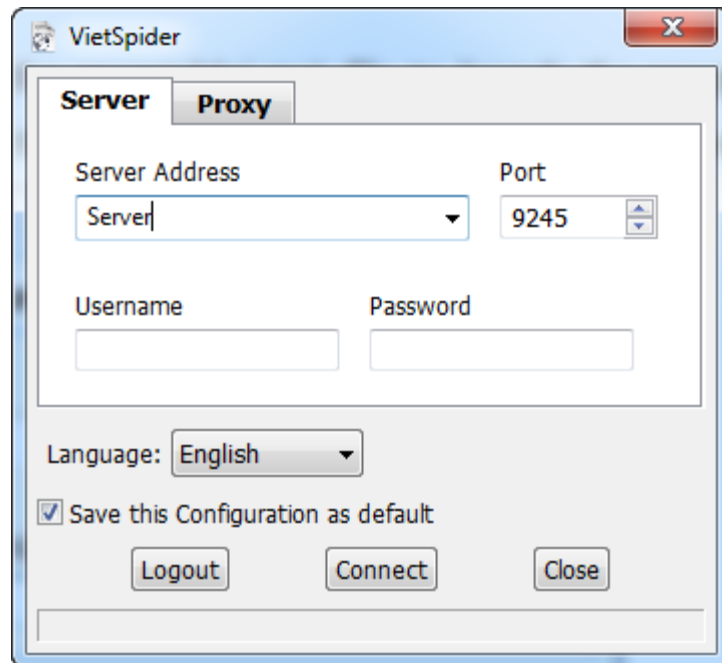 VietSpider
Server Proxy
Server Address Port
Server 9245
Username Password
Language: English
Save this Configuration as default
Logout Connect Close